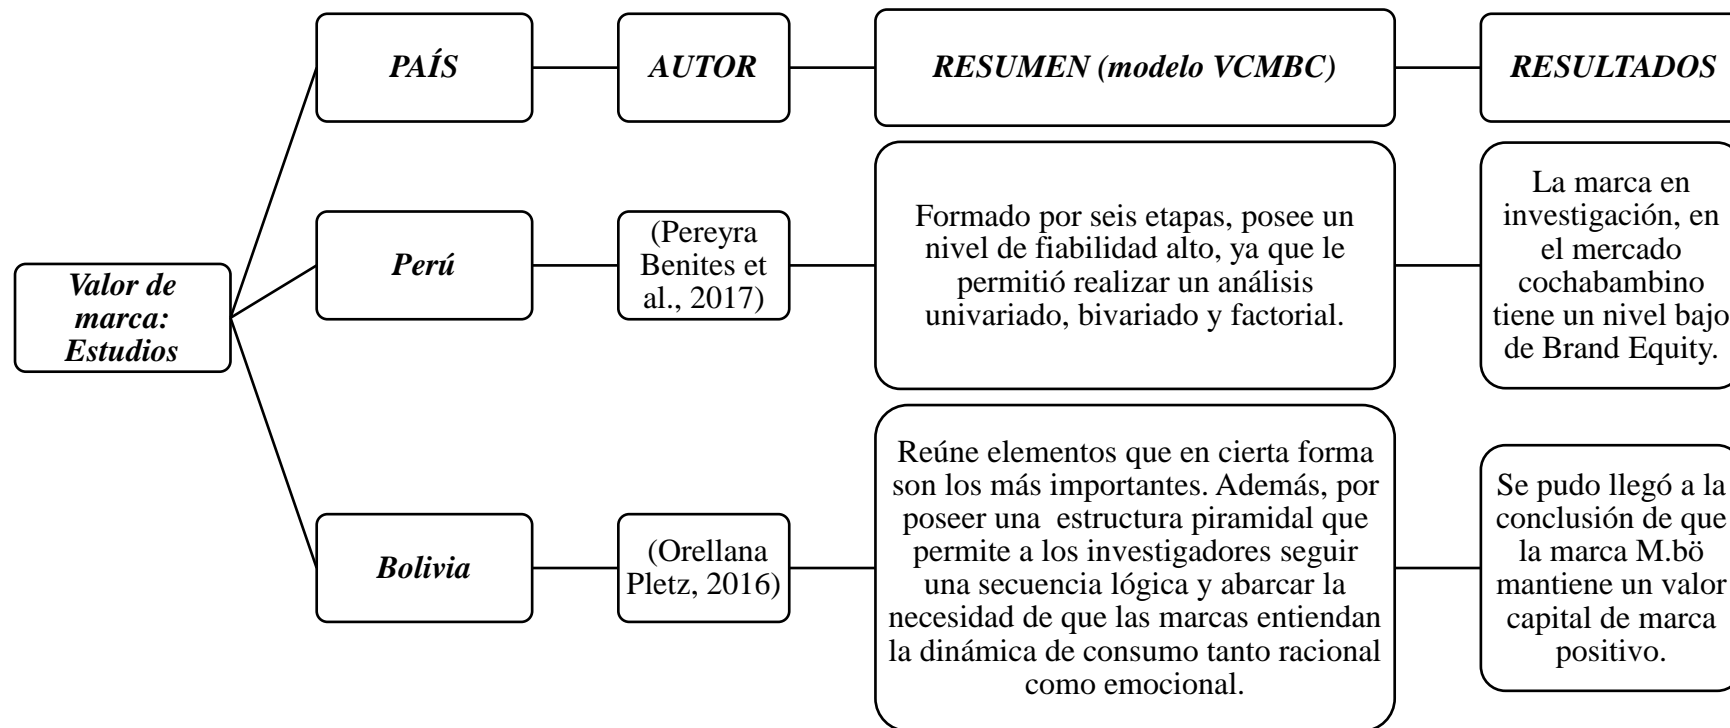 PAÍS
AUTOR
RESUMEN (modelo VCMBC)
RESULTADOS
Valor de
marca:
Estudios
Perú
(Pereyra
Benites et
al., 2017)
Formado por seis etapas, posee un
nivel de fiabilidad alto, ya que le
permitió realizar un análisis
univariado, bivariado y factorial.
La marca en
investigación, en
el mercado
cochabambino
tiene un nivel bajo
de Brand Equity.
Bolivia
(Orellana
Pletz, 2016)
Reúne elementos que en cierta forma
son los más importantes. Además, por
poseer una  estructura piramidal que
permite a los investigadores seguir
una secuencia lógica y abarcar la
necesidad de que las marcas entiendan
la dinámica de consumo tanto racional
como emocional.
Se pudo llegó a la
conclusión de que
la marca M.bö
mantiene un valor
capital de marca
positivo.